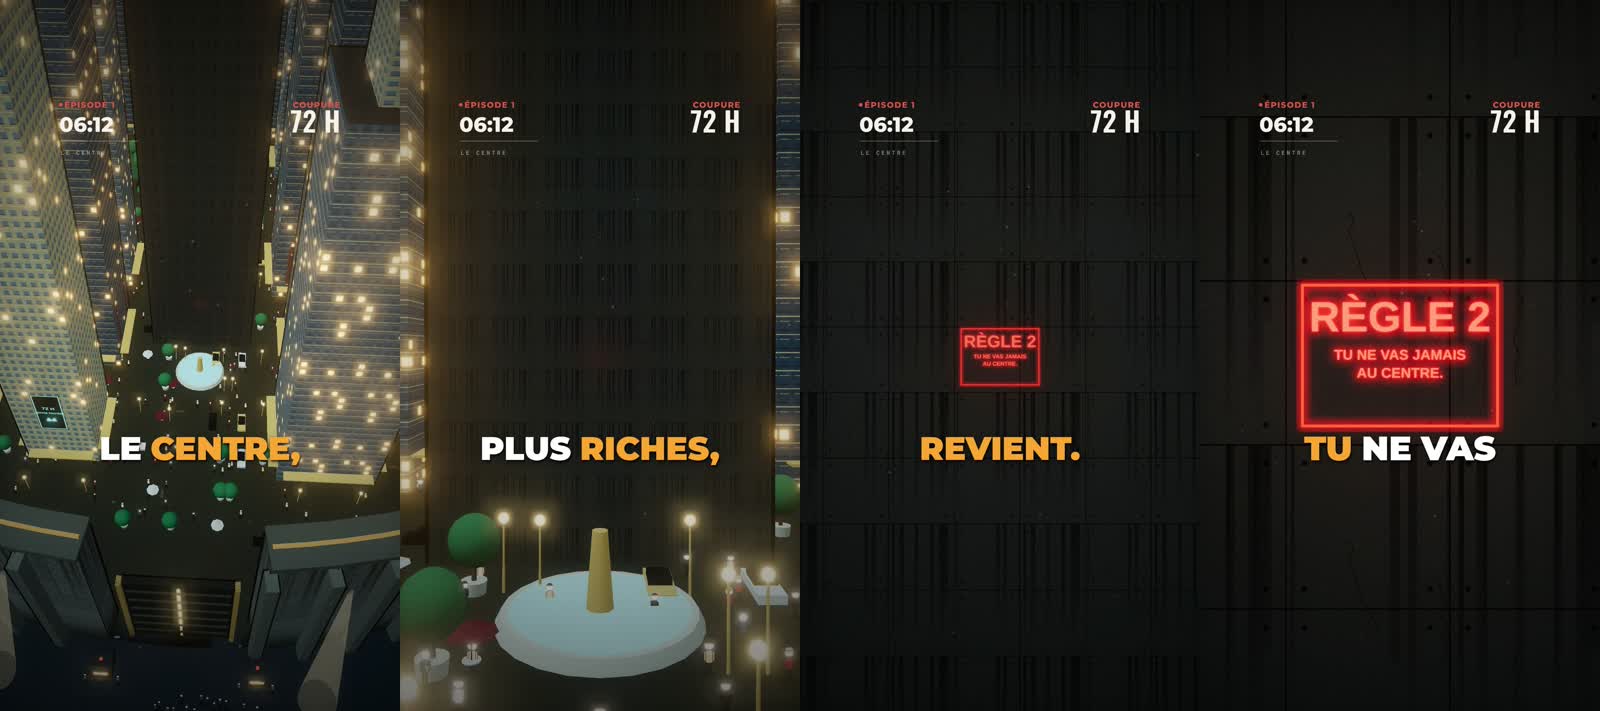 •ÉPISODE 1
06:12
LE CENTRE
COUPURE
72 H
72 H
LE CENTRE,
•ÉPISODE 1
06:12
LE CENTRE
COUPURE
72 H
PLUS RICHES,
•ÉPISODE 1
06:12
LE CENTRE
COUPURE
72 H
RÈGLE 2
TU NE VAS JAMAIS
AU CENTRE.
REVIENT.
•ÉPISODE 1
06:12
LE CENTRE
COUPURE
72 H
RÈGLE 2
TU NE VAS JAMAIS
AU CENTRE.
TU NE VAS